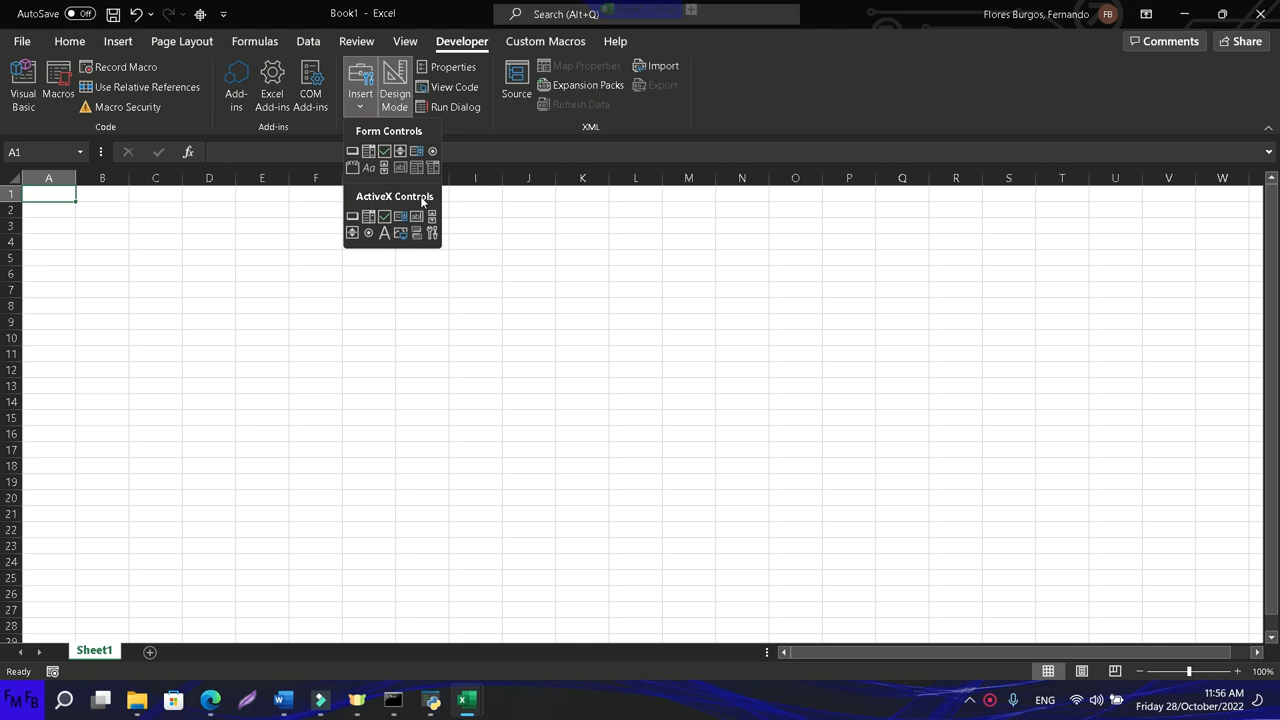 AutoSave Off Book1 - Excel Search (Alt+Q) Flores Burgos, Fernando FB
File Home Insert Page Layout Formulas Data Review View Developer Custom Macros Help Comments Share
Visual Basic
Macros
Record Macro
Use Relative References
Macro Security
Code
Add-ins
Excel Add-ins
COM Add-ins
Add-ins
Insert
Design Mode
Properties
View Code
Run Dialog
Source
Map Properties
Expansion Packs
Refresh Data
Import
Export
XML
Form Controls
ActiveX Controls
A1
fx
A B C D E F I J K L M N O P Q R S T U V W
1
2
3
4
5
6
7
8
9
10
11
12
13
14
15
16
17
18
19
20
21
22
23
24
25
26
27
28
29
Sheet1
Ready 100%
FM FB ENG 11:56 AM
Friday 28/October/2022